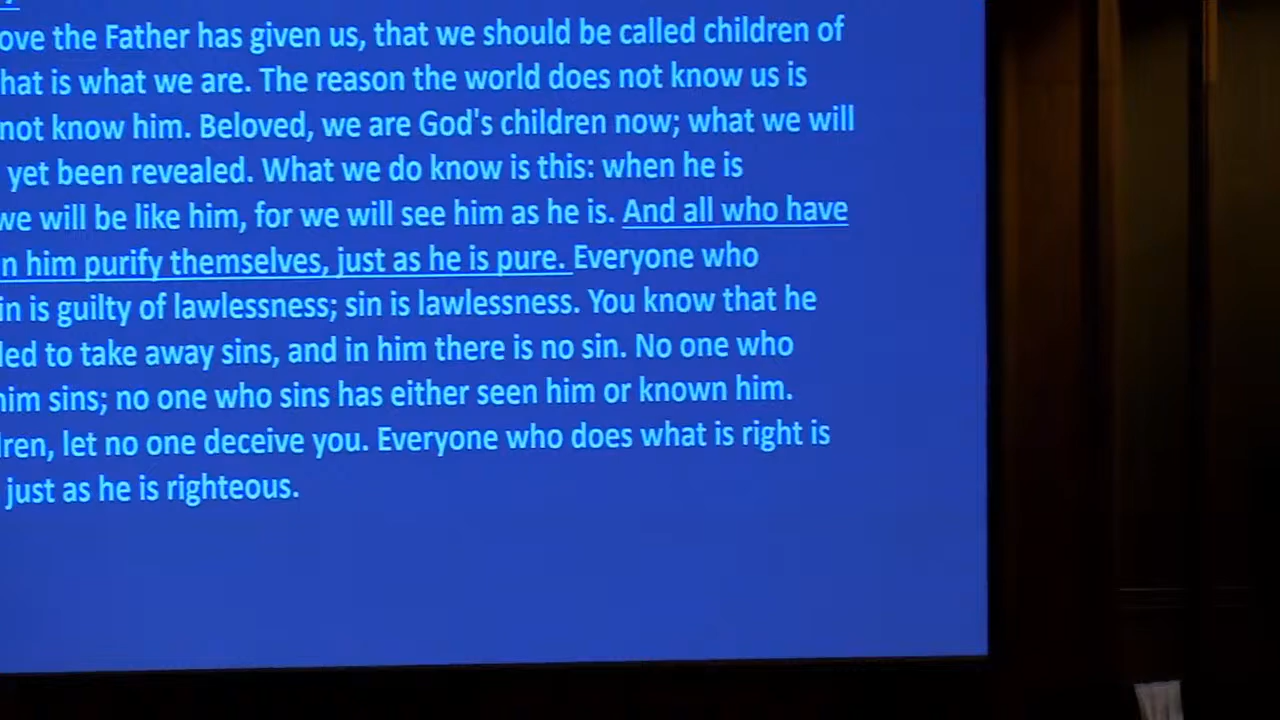 ove the Father has given us, that we should be called children of
hat is what we are. The reason the world does not know us is
not know him. Beloved, we are God's children now; what we will
yet been revealed. What we do know is this: when he is
we will be like him, for we will see him as he is. And all who have
n him purify themselves, just as he is pure. Everyone who
in is guilty of lawlessness; sin is lawlessness. You know that he
led to take away sins, and in him there is no sin. No one who
him sins; no one who sins has either seen him or known him.
dren, let no one deceive you. Everyone who does what is right is
just as he is righteous.